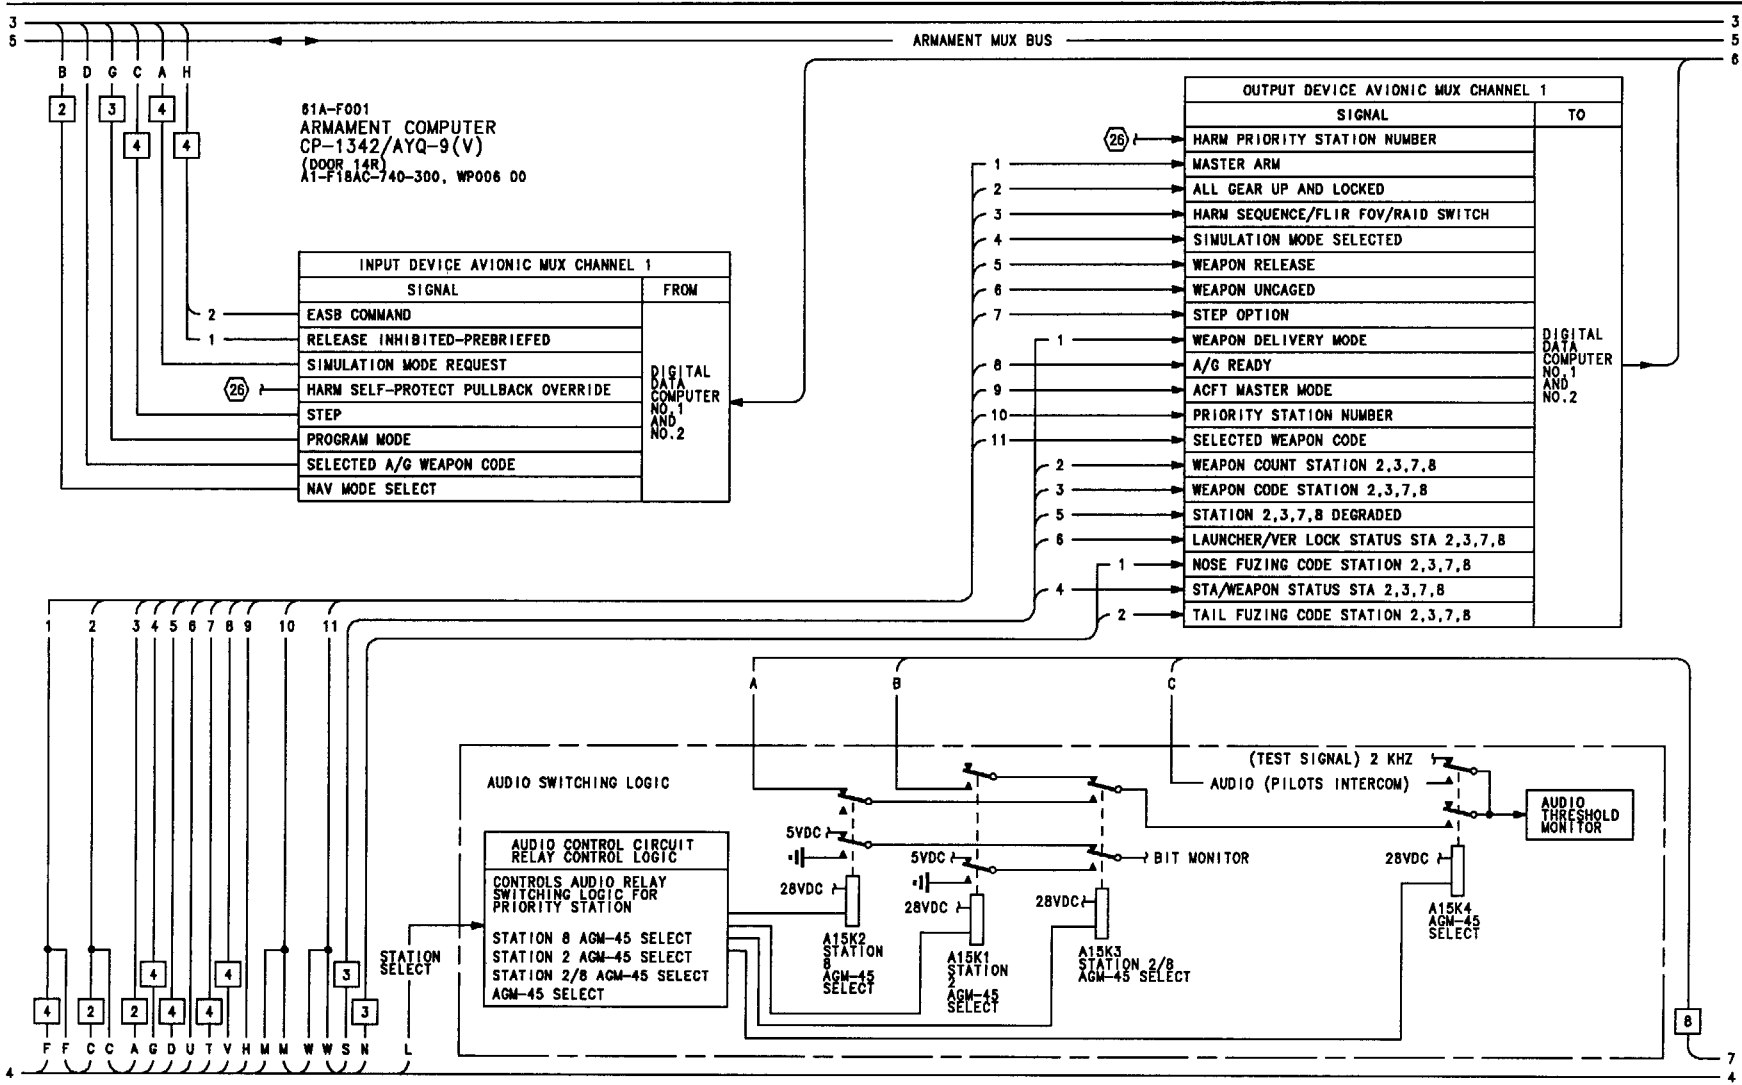 3 3
5 ARMAMENT MUX BUS 5
6
B D G C A H
2 3 4
4 4
61A-F001
ARMAMENT COMPUTER
CP-1342/AYQ-9(V)
(DOOR 14R)
A1-F18AC-740-300, WP006 00
INPUT DEVICE AVIONIC MUX CHANNEL 1
SIGNAL FROM
2 EASB COMMAND
1 RELEASE INHIBITED-PREBRIEFED
SIMULATION MODE REQUEST
26 HARM SELF-PROTECT PULLBACK OVERRIDE
STEP
PROGRAM MODE
SELECTED A/G WEAPON CODE
NAV MODE SELECT
DIGITAL
DATA
COMPUTER
NO.1
AND
NO.2
OUTPUT DEVICE AVIONIC MUX CHANNEL 1
SIGNAL TO
26 HARM PRIORITY STATION NUMBER
1 MASTER ARM
2 ALL GEAR UP AND LOCKED
3 HARM SEQUENCE/FLIR FOV/RAID SWITCH
4 SIMULATION MODE SELECTED
5 WEAPON RELEASE
6 WEAPON UNCAGED
7 STEP OPTION
1 WEAPON DELIVERY MODE
8 A/G READY
9 ACFT MASTER MODE
10 PRIORITY STATION NUMBER
11 SELECTED WEAPON CODE
2 WEAPON COUNT STATION 2,3,7,8
3 WEAPON CODE STATION 2,3,7,8
5 STATION 2,3,7,8 DEGRADED
6 LAUNCHER/VER LOCK STATUS STA 2,3,7,8
1 NOSE FUZING CODE STATION 2,3,7,8
4 STA/WEAPON STATUS STA 2,3,7,8
2 TAIL FUZING CODE STATION 2,3,7,8
DIGITAL
DATA
COMPUTER
NO.1
AND
NO.2
1 2 3 4 5 6 7 8 9 10 11
A B C
AUDIO SWITCHING LOGIC
(TEST SIGNAL) 2 KHZ
AUDIO (PILOTS INTERCOM)
AUDIO
THRESHOLD
MONITOR
AUDIO CONTROL CIRCUIT
RELAY CONTROL LOGIC
CONTROLS AUDIO RELAY
SWITCHING LOGIC FOR
PRIORITY STATION
STATION 8 AGM-45 SELECT
STATION 2 AGM-45 SELECT
STATION 2/8 AGM-45 SELECT
AGM-45 SELECT
5VDC
28VDC
A15K2
STATION
8
AGM-45
SELECT
5VDC
28VDC
A15K1
STATION
2
AGM-45
SELECT
BIT MONITOR
28VDC
A15K3
STATION 2/8
AGM-45 SELECT
28VDC
A15K4
AGM-45
SELECT
STATION
SELECT
4 4 3
4 2 2 4 4 3
8
F F C C A G D U T V H M M W W S N L
7
4 4